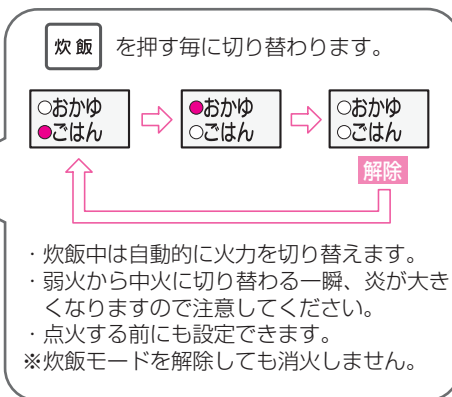 炊飯 を押す毎に切り替わります。
○おかゆ ●おかゆ ○おかゆ
●ごはん ○ごはん ○ごはん
解除
・炊飯中は自動的に火力を切り替えます。
・弱火から中火に切り替わる一瞬、炎が大き
くなりますので注意してください。
・点火する前にも設定できます。
※炊飯モードを解除しても消火しません。